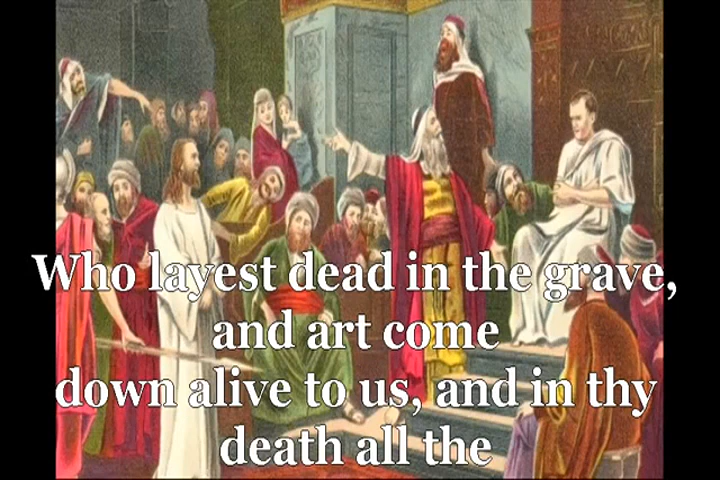 Who layest dead in the grave,
and art come
down alive to us, and in thy
death all the